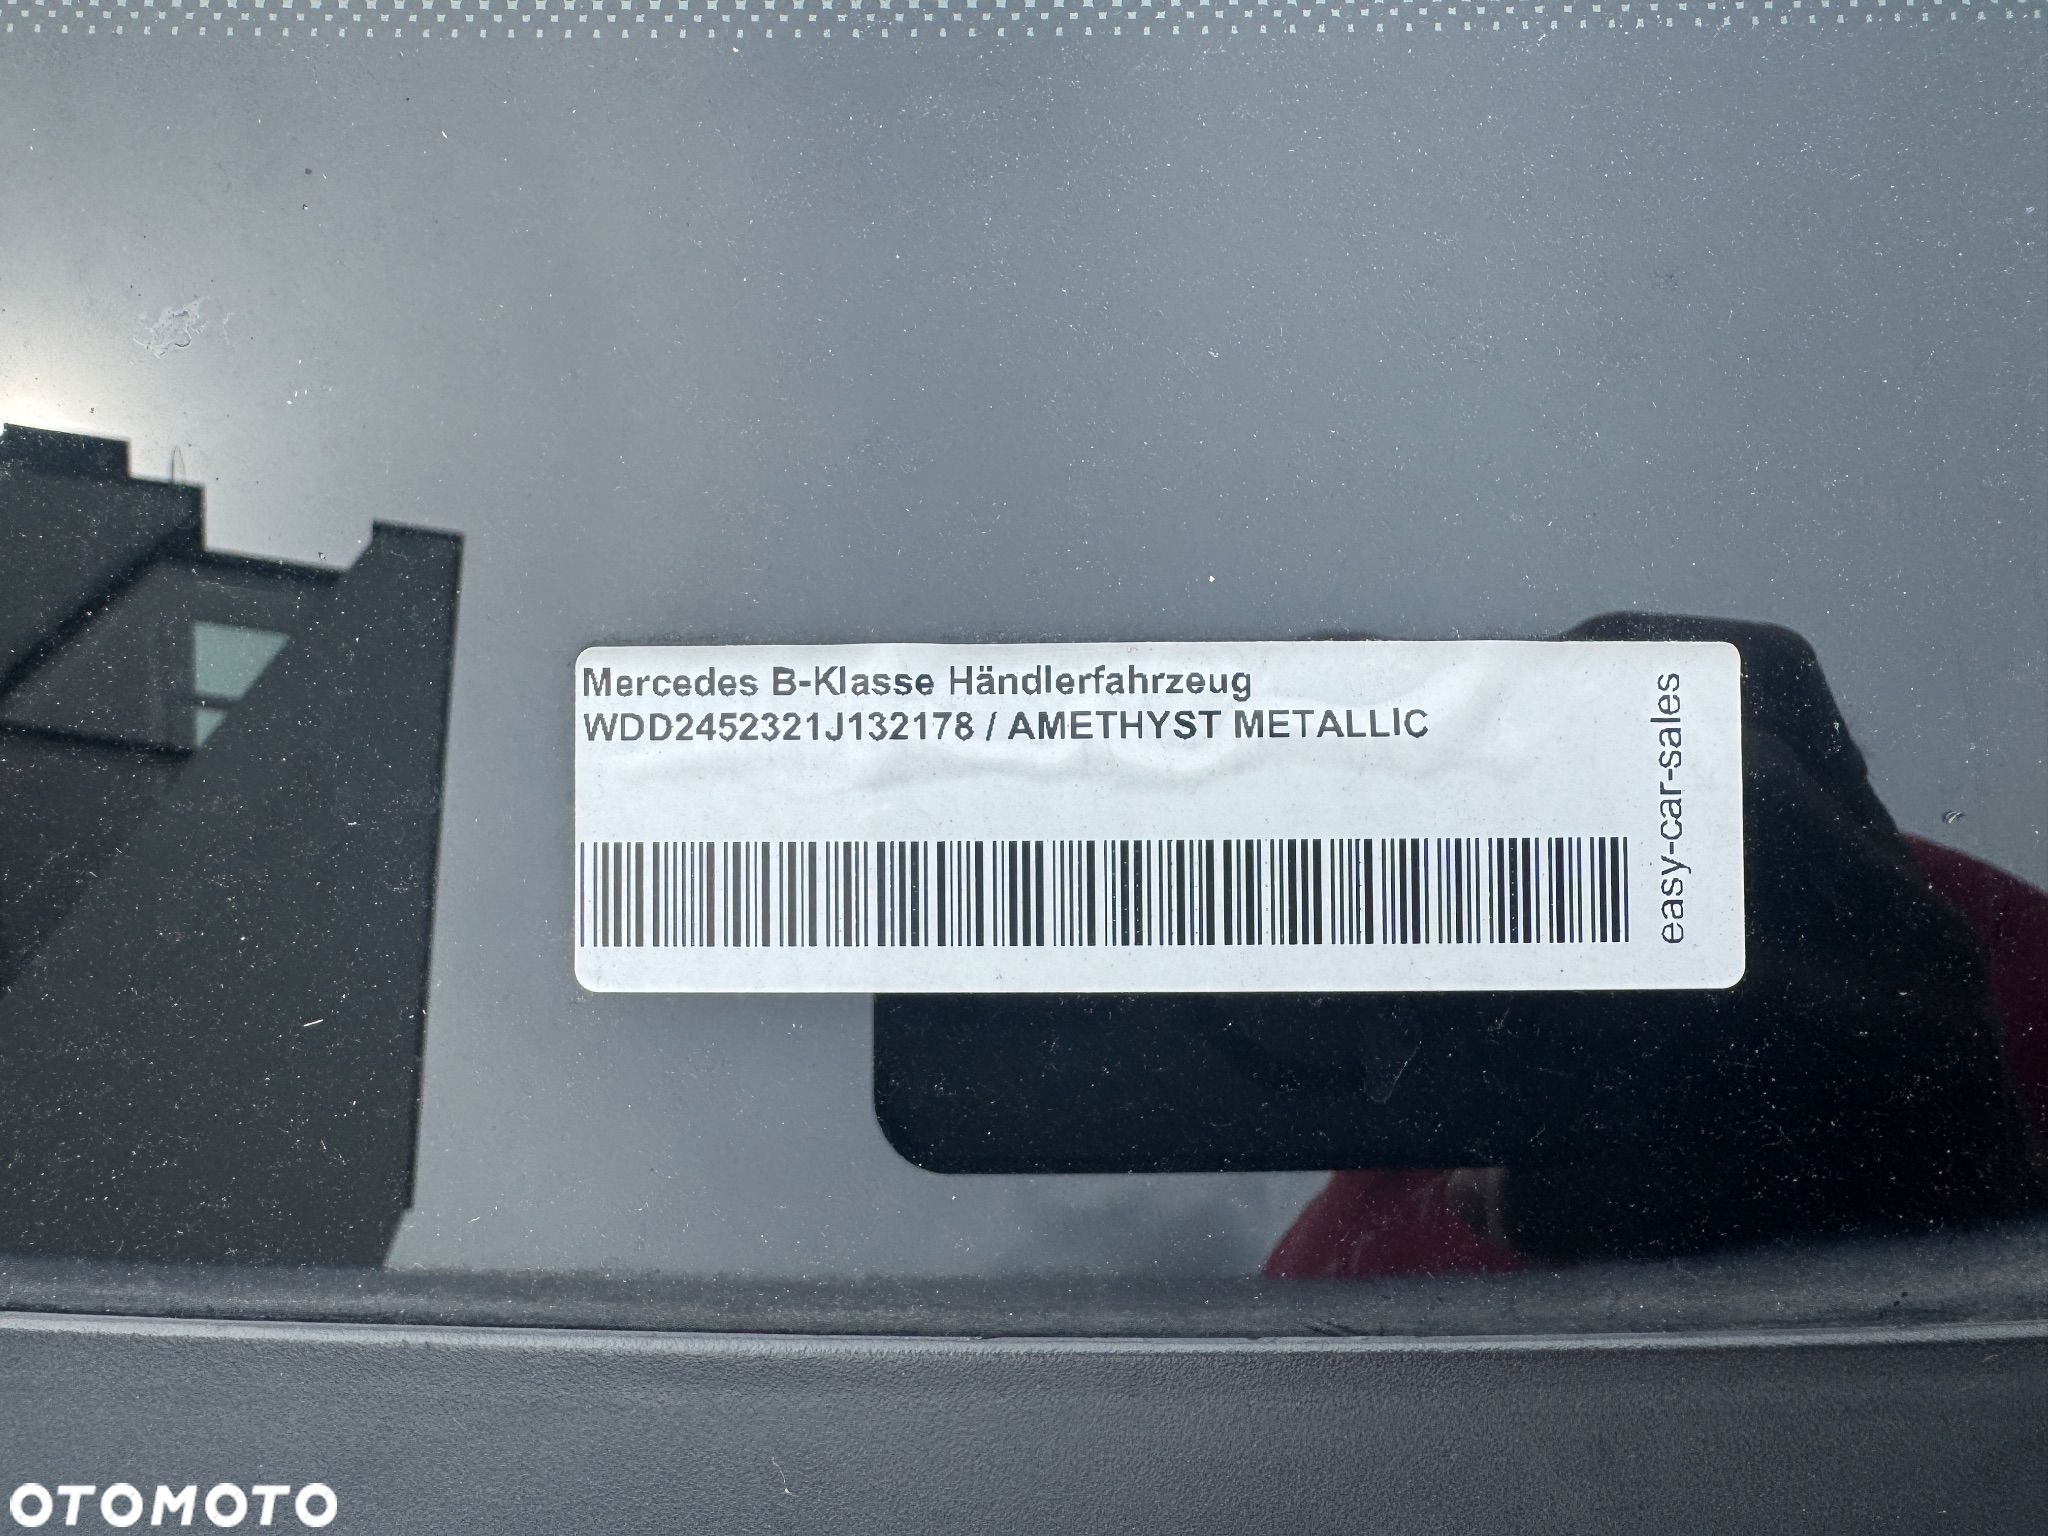 Mercedes B-Klasse Händlerfahrzeug
WDD2452321J132178 / AMETHYST METALLIC
easy-car-sales
OTOMOTO